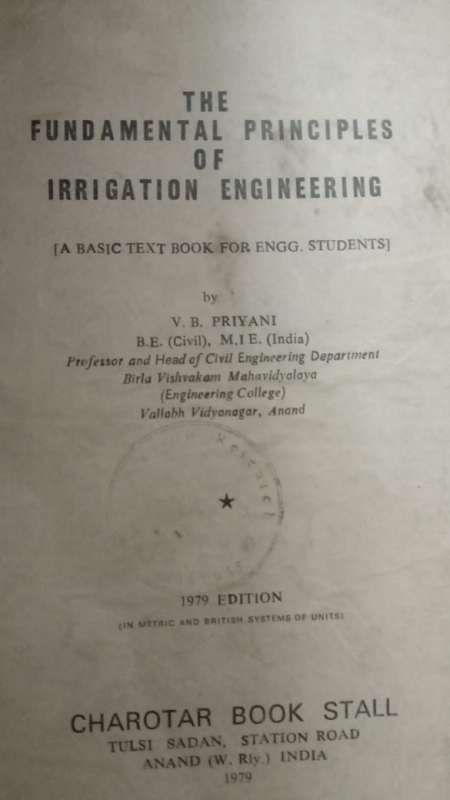 THE
FUNDAMENTAL PRINCIPLES
OF
IRRIGATION ENGINEERING
[A BASIC TEXT BOOK FOR ENGG. STUDENTS]
by
V. B. PRIYANI
B.E. (Civil), M.I E. (India)
Professor and Head of Civil Engineering Department
Birla Vishvakam Mahavidyalaya
(Engineering College)
Vallabh Vidyanagar, Anand
1979 EDITION
(IN METRIC AND BRITISH SYSTEMS OF UNITS)
CHAROTAR BOOK STALL
TULSI SADAN, STATION ROAD
ANAND (W. Rly.) INDIA
1979